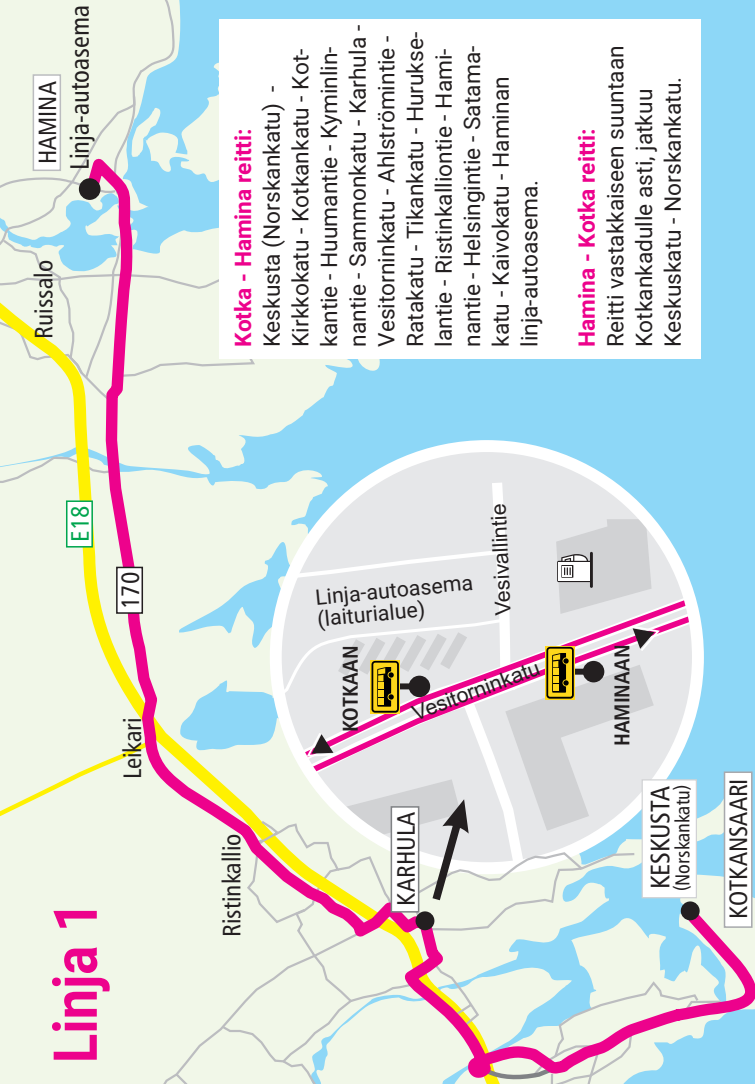 Linja 1
HAMINA
Linja-autoasema
Ruissalo
E18
170
Leikari
Ristinkallio
KARHULA
KESKUSTA
(Norskankatu)
KOTKANSAARI
Linja-autoasema
(laiturialue)
Vesivallintie
KOTKAAN
Vesitorninkatu
HAMINAAN
Kotka - Hamina reitti:
Keskusta (Norskankatu) -
Kirkkokatu - Kotkankatu - Kot-
kantie - Huumantie - Kyminlin-
nantie - Sammonkatu - Karhula -
Vesitorninkatu - Ahlströmintie -
Ratakatu - Tikankatu - Hurukse-
lantie - Ristinkalliontie - Hami-
nantie - Helsingintie - Satama-
katu - Kaivokatu - Haminan
linja-autoasema.
Hamina - Kotka reitti:
Reitti vastakkaiseen suuntaan
Kotkankadulle asti, jatkuu
Keskuskatu - Norskankatu.